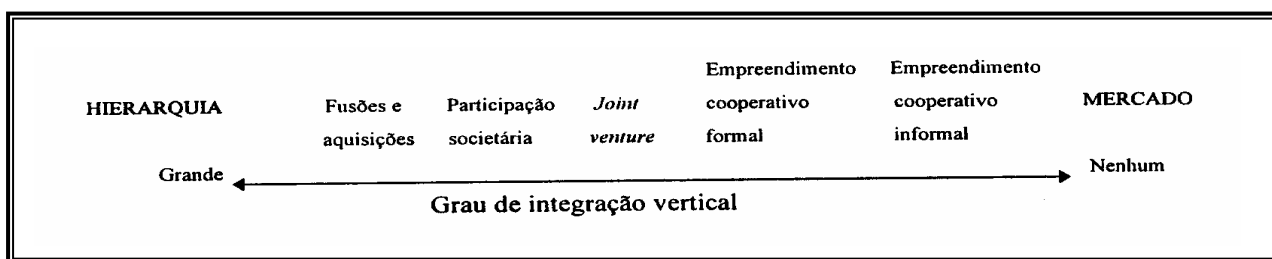 Empreendimento Empreendimento
HIERARQUIA Fusões e Participação Joint cooperativo cooperativo MERCADO
aquisições societária venture formal informal
Grande Nenhum
Grau de integração vertical